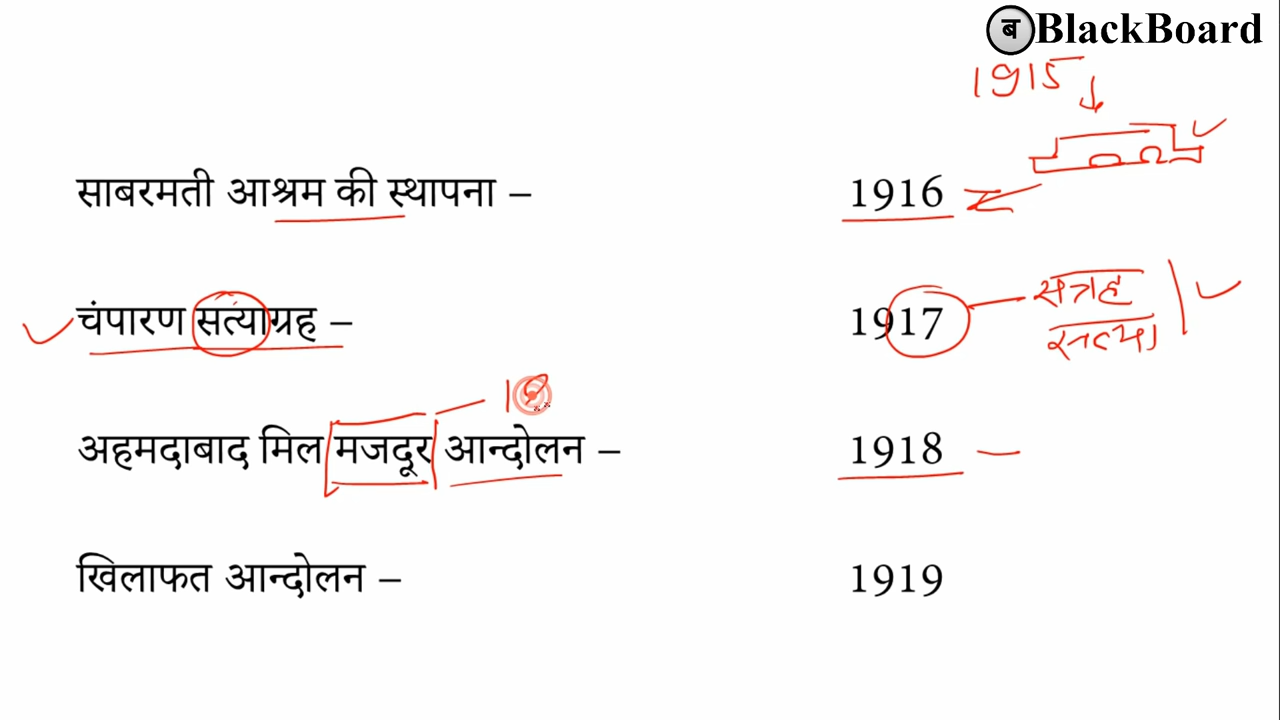 ब BlackBoard
1915
साबरमती आश्रम की स्थापना – 1916
चंपारण सत्याग्रह – 1917 सत्रह
सत्या
18
अहमदाबाद मिल मजदूर आन्दोलन – 1918
खिलाफत आन्दोलन – 1919